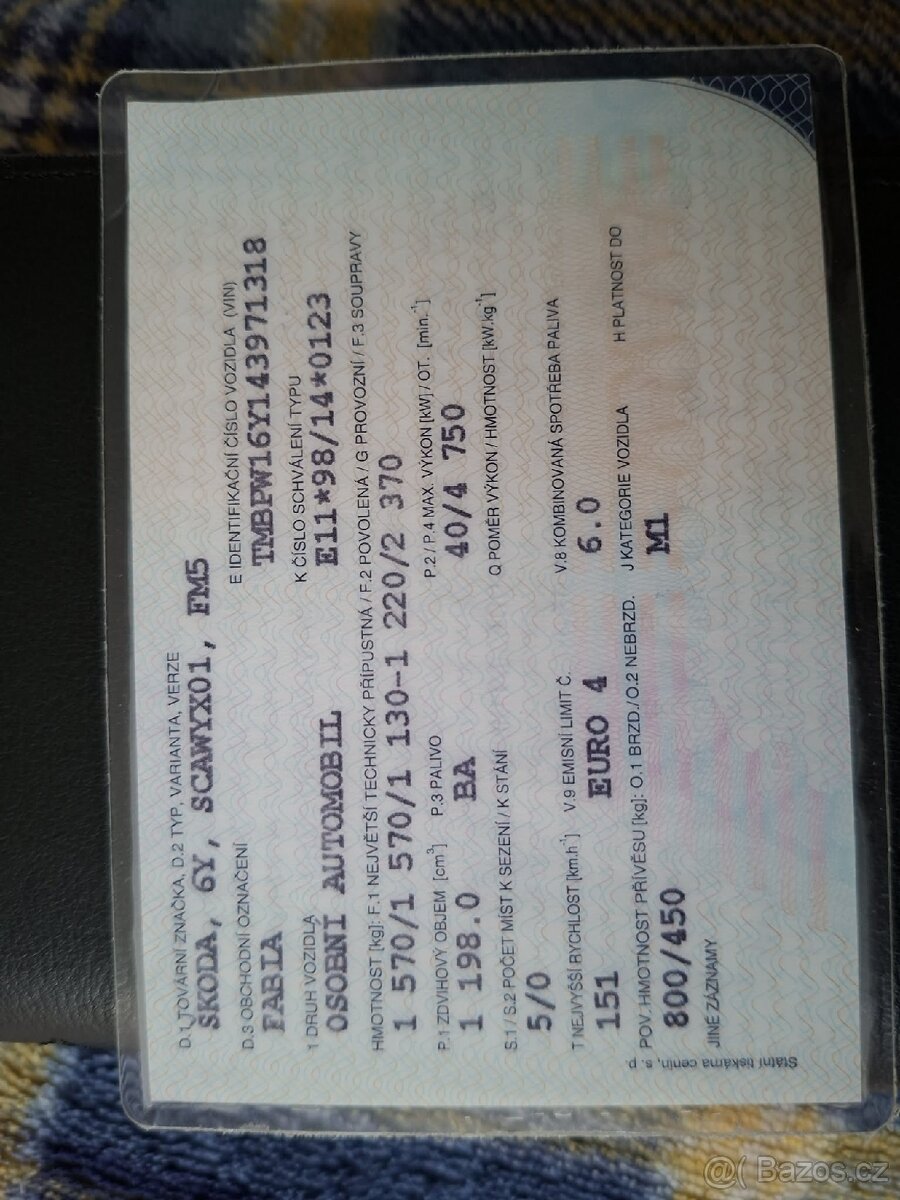 D.1 TOVÁRNÍ ZNAČKA, D.2 TYP, VARIANTA, VERZE
SKODA, 6Y, SCAWYX01, FM5
D.3 OBCHODNÍ OZNAČENÍ E IDENTIFIKAČNÍ ČÍSLO VOZIDLA (VIN)
FABIA TMBPW16Y143971318
1 DRUH VOZIDLA K ČÍSLO SCHVÁLENÍ TYPU
OSOBNÍ AUTOMOBIL E11*98/14*0123
HMOTNOST [kg]: F.1 NEJVĚTŠÍ TECHNICKY PŘÍPUSTNÁ / F.2 POVOLENÁ / G PROVOZNÍ / F.3 SOUPRAVY
1 570/1 570/1 130-1 220/2 370
P.1 ZDVIHOVÝ OBJEM [cm³] P.3 PALIVO P.2 / P.4 MAX. VÝKON [kW] / OT. [min.⁻¹]
1 198.0 BA 40/4 750
S.1 / S.2 POČET MÍST K SEZENÍ / K STÁNÍ Q POMĚR VÝKON / HMOTNOST [kW.kg⁻¹]
5/0
T NEJVYŠŠÍ RYCHLOST [km.h⁻¹] V.9 EMISNÍ LIMIT Č. V.8 KOMBINOVANÁ SPOTŘEBA PALIVA
151 EURO 4 6.0
POV. HMOTNOST PŘÍVĚSU [kg]: O.1 BRZD./O.2 NEBRZD. J KATEGORIE VOZIDLA H PLATNOST DO
800/450 M1
JINÉ ZÁZNAMY
Státní tiskárna cenin, s. p.
@( Bazos.cz